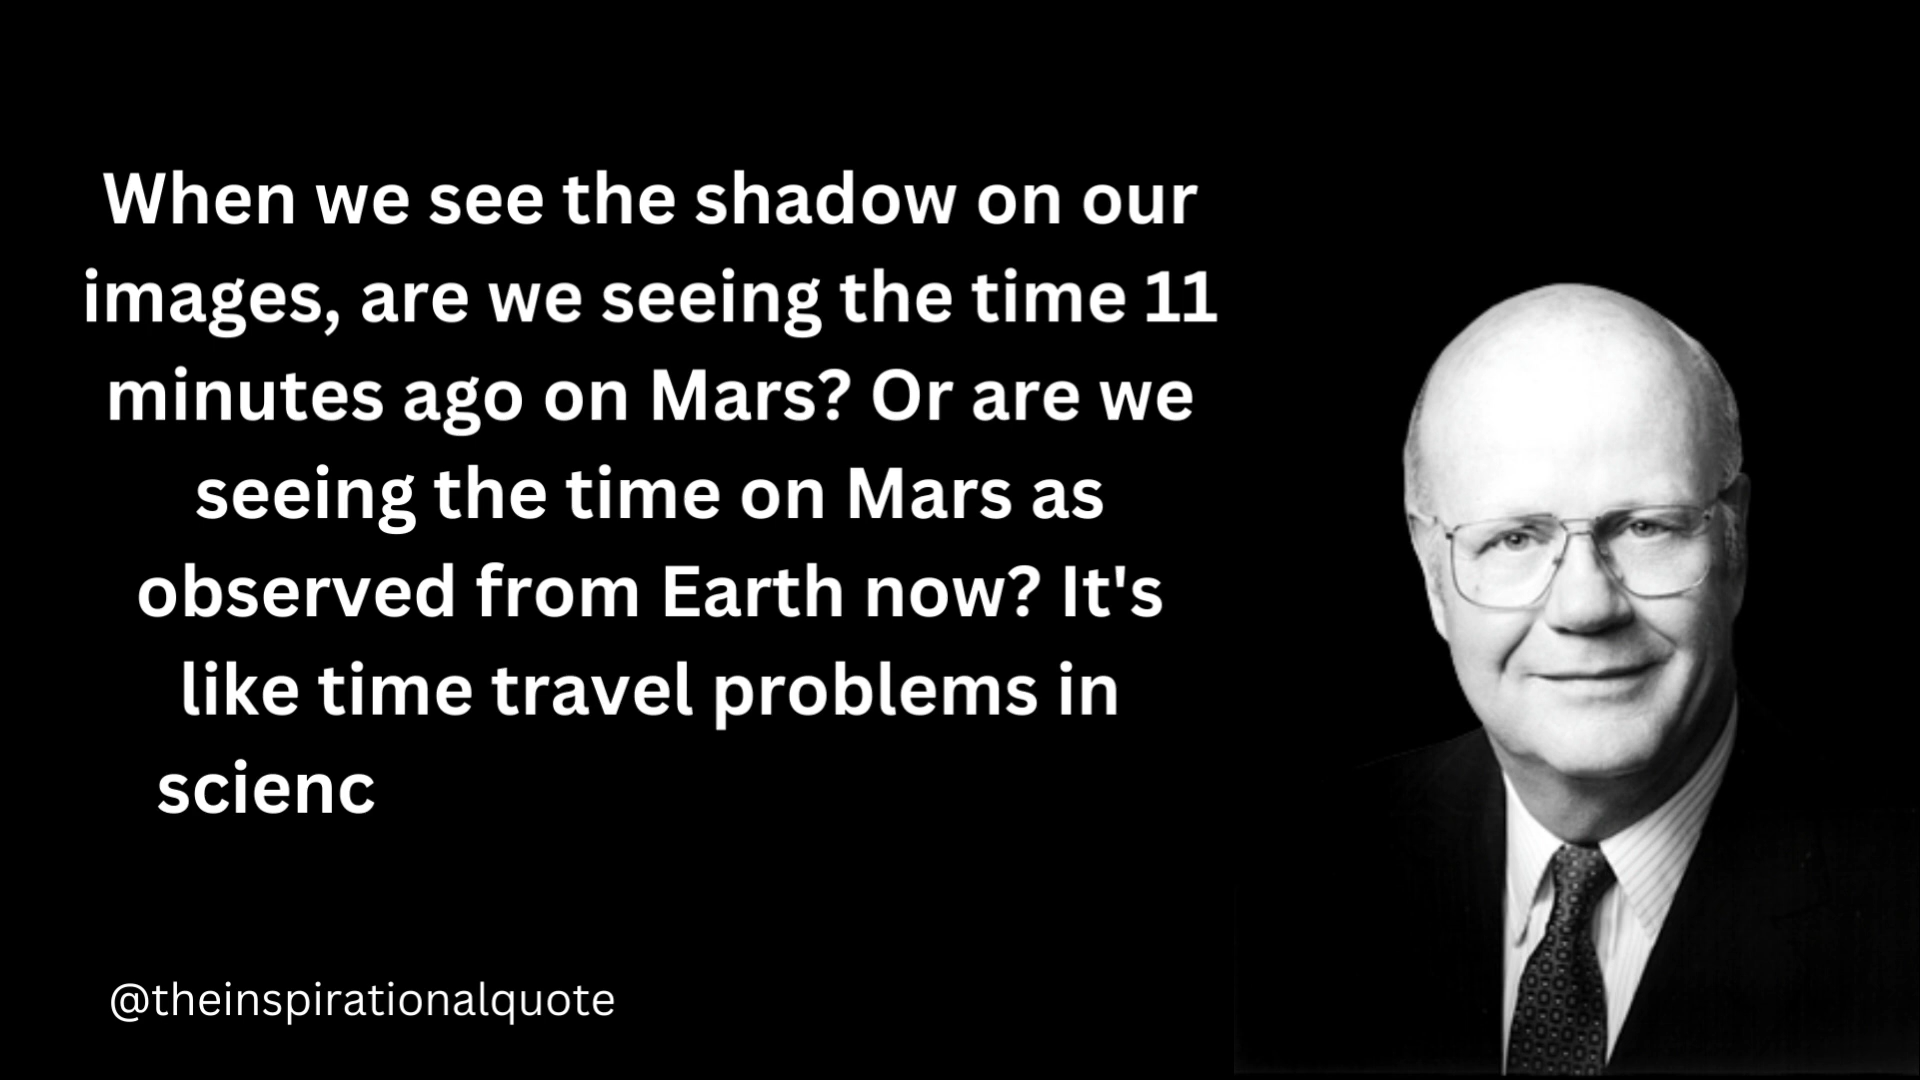 When we see the shadow on our
images, are we seeing the time 11
minutes ago on Mars? Or are we
seeing the time on Mars as
observed from Earth now? It's
like time travel problems in
scienc
@theinspirationalquote